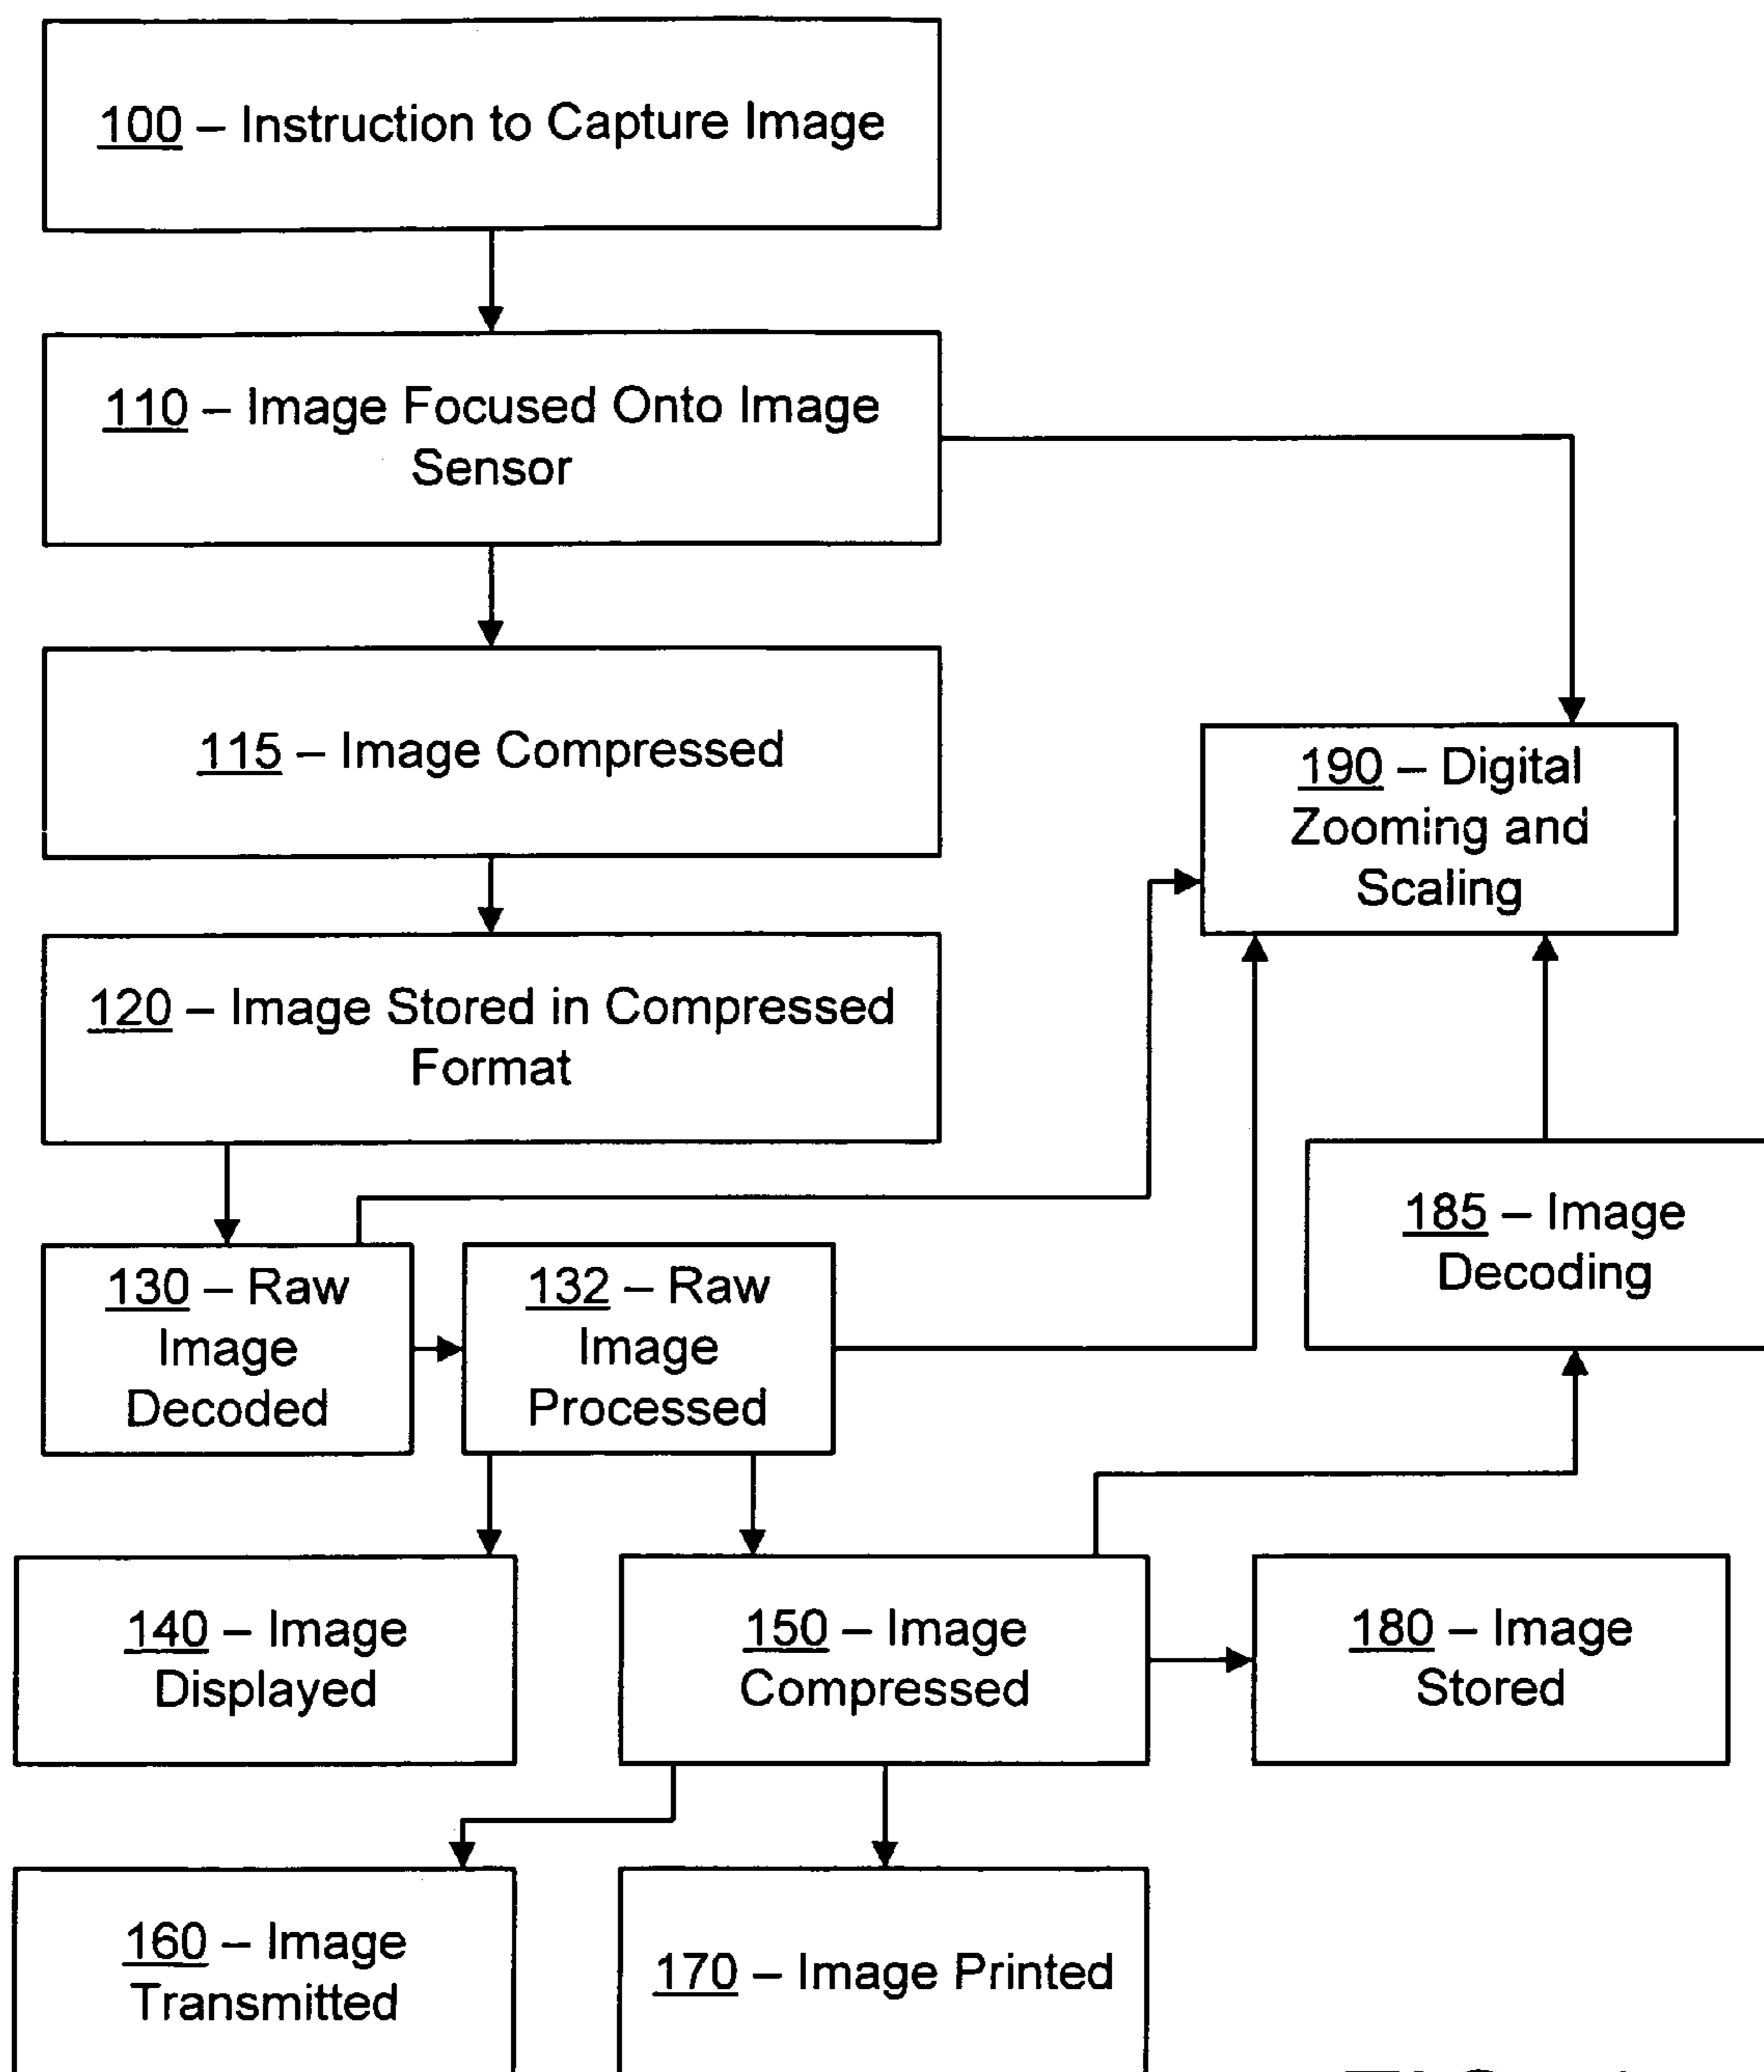 100 – Instruction to Capture Image
110 – Image Focused Onto Image
Sensor
115 – Image Compressed
190 – Digital
Zooming and
Scaling
120 – Image Stored in Compressed
Format
185 – Image
Decoding
130 – Raw
Image
Decoded
132 – Raw
Image
Processed
140 – Image
Displayed
150 – Image
Compressed
180 – Image
Stored
160 – Image
Transmitted
170 – Image Printed